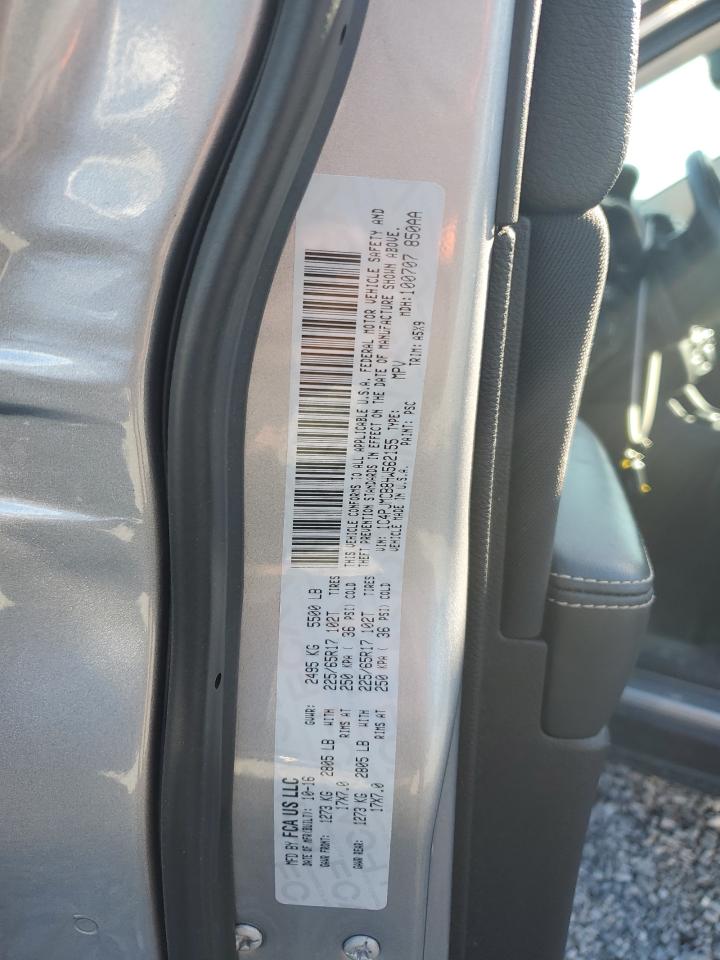 MFD BY FCA US LLC
DATE OF MFR(BUILT): 10-16 GVWR: 2495 KG 5500 LB
GAWR FRONT: 1273 KG 2805 LB WITH 225/65R17 102T TIRES
17X7.0 RIMS AT 250 KPA ( 36 PSI) COLD
GAWR REAR: 1273 KG 2805 LB WITH 225/65R17 102T TIRES
17X7.0 RIMS AT 250 KPA ( 36 PSI) COLD
THIS VEHICLE CONFORMS TO ALL APPLICABLE U.S.A. FEDERAL MOTOR VEHICLE SAFETY AND
THEFT PREVENTION STANDARDS IN EFFECT ON THE DATE OF MANUFACTURE SHOWN ABOVE.
VIN: 1C4PJMCB8HW562155 TYPE: MPV MDH:100707 850AA
VEHICLE MADE IN U.S.A. PAINT: PSC TRIM: A5X9